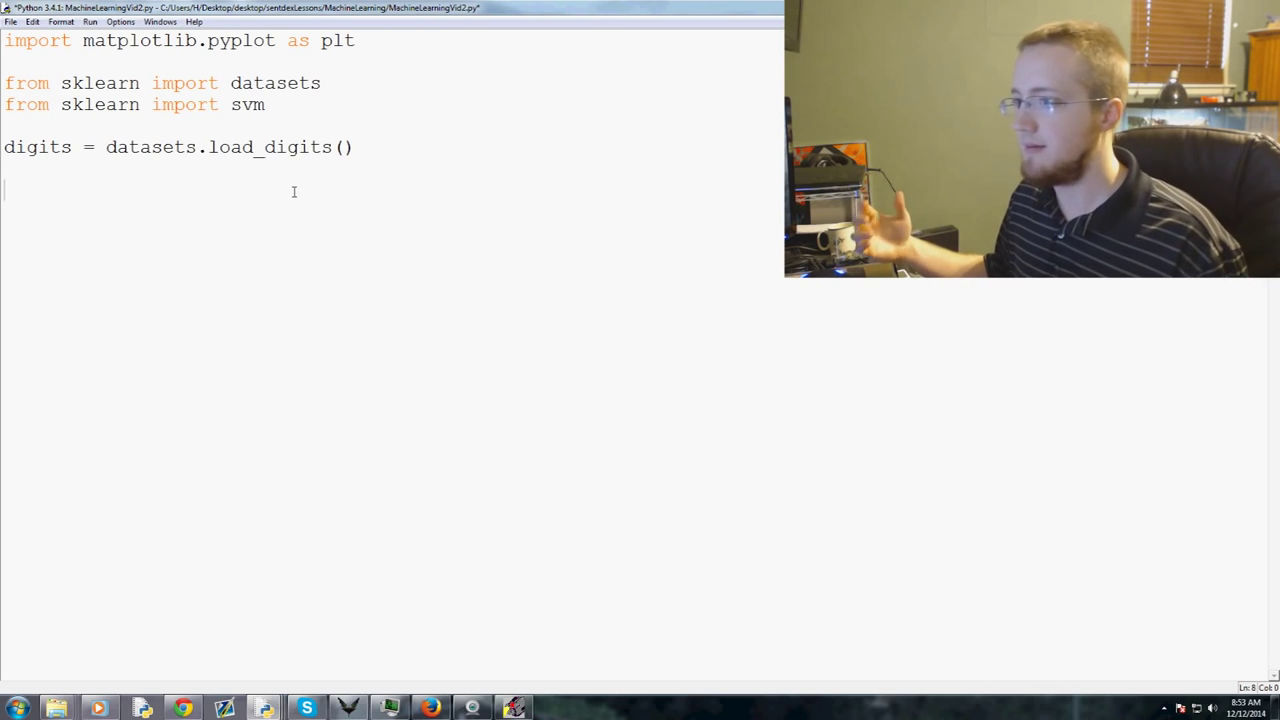 *Python 3.4.1: MachineLearningVid2.py - C:/Users/H/Desktop/desktop/sentdexLessons/MachineLearning/MachineLearningVid2.py*
File Edit Format Run Options Windows Help
import matplotlib.pyplot as plt
from sklearn import datasets
from sklearn import svm
digits = datasets.load_digits()
Ln: 8 Col: 0
8:53 AM
12/12/2014